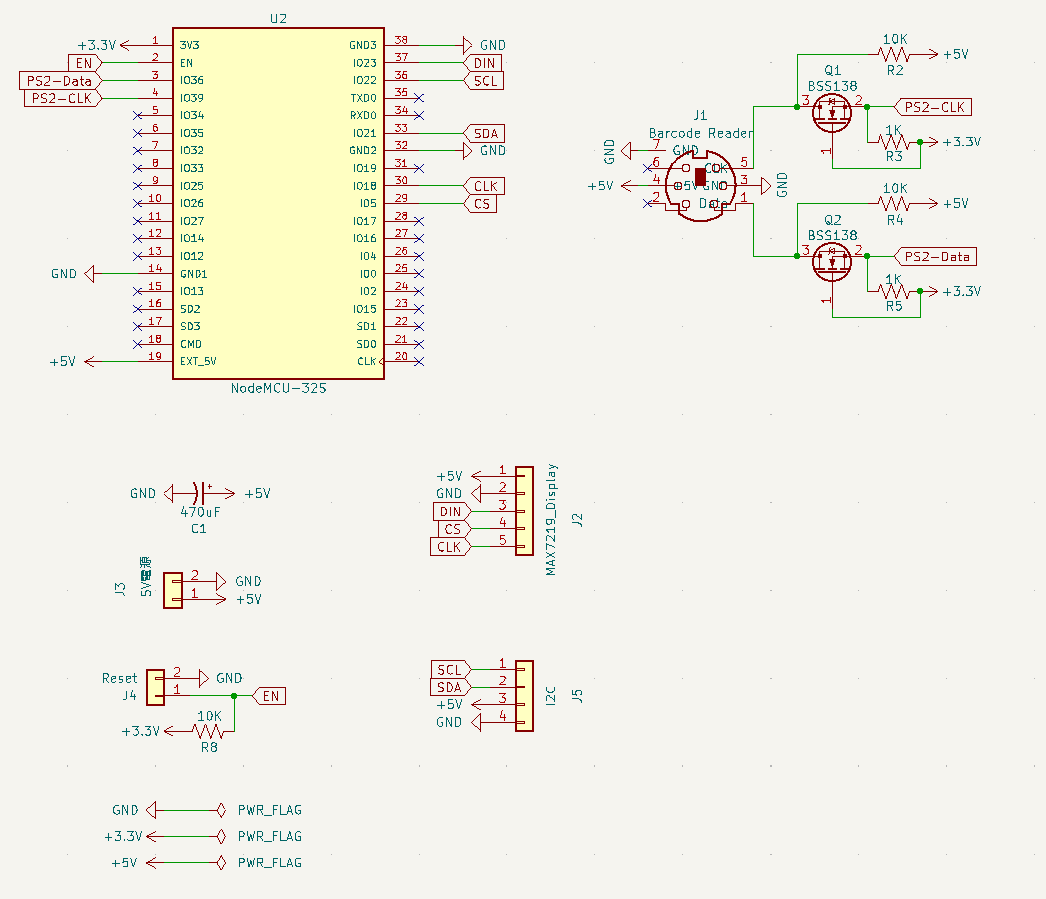 U2
+3.3V 1 3V3 GND3 38 GND
EN 2 EN IO23 37 DIN
PS2-Data 3 IO36 IO22 36 SCL
PS2-CLK 4 IO39 TXD0 35
5 IO34 RXD0 34
6 IO35 IO21 33 SDA
7 IO32 GND2 32 GND
8 IO33 IO19 31
9 IO25 IO18 30 CLK
10 IO26 IO5 29 CS
11 IO27 IO17 28
12 IO14 IO16 27
13 IO12 IO4 26
GND 14 GND1 IO0 25
15 IO13 IO2 24
16 SD2 IO15 23
17 SD3 SD1 22
18 CMD SD0 21
+5V 19 EXT_5V CLK 20
NodeMCU-32S
J1
Barcode Reader
GND 7 GND
6 CLK 5
+5V 4 +5V GND 3 GND
2 Data 1
10K
R2
+5V
Q1
BSS138
3 2 PS2-CLK
1
1K
R3
+3.3V
10K
R4
+5V
Q2
BSS138
3 2 PS2-Data
1
1K
R5
+3.3V
GND + +5V
470uF
C1
J3
5V電源
2 GND
1 +5V
Reset
J4
2 GND
1 EN
10K
+3.3V
R8
GND PWR_FLAG
+3.3V PWR_FLAG
+5V PWR_FLAG
+5V 1
GND 2
DIN 3
CS 4
CLK 5
MAX7219_Display
J2
SCL 1
SDA 2
+5V 3
GND 4
I2C
J5